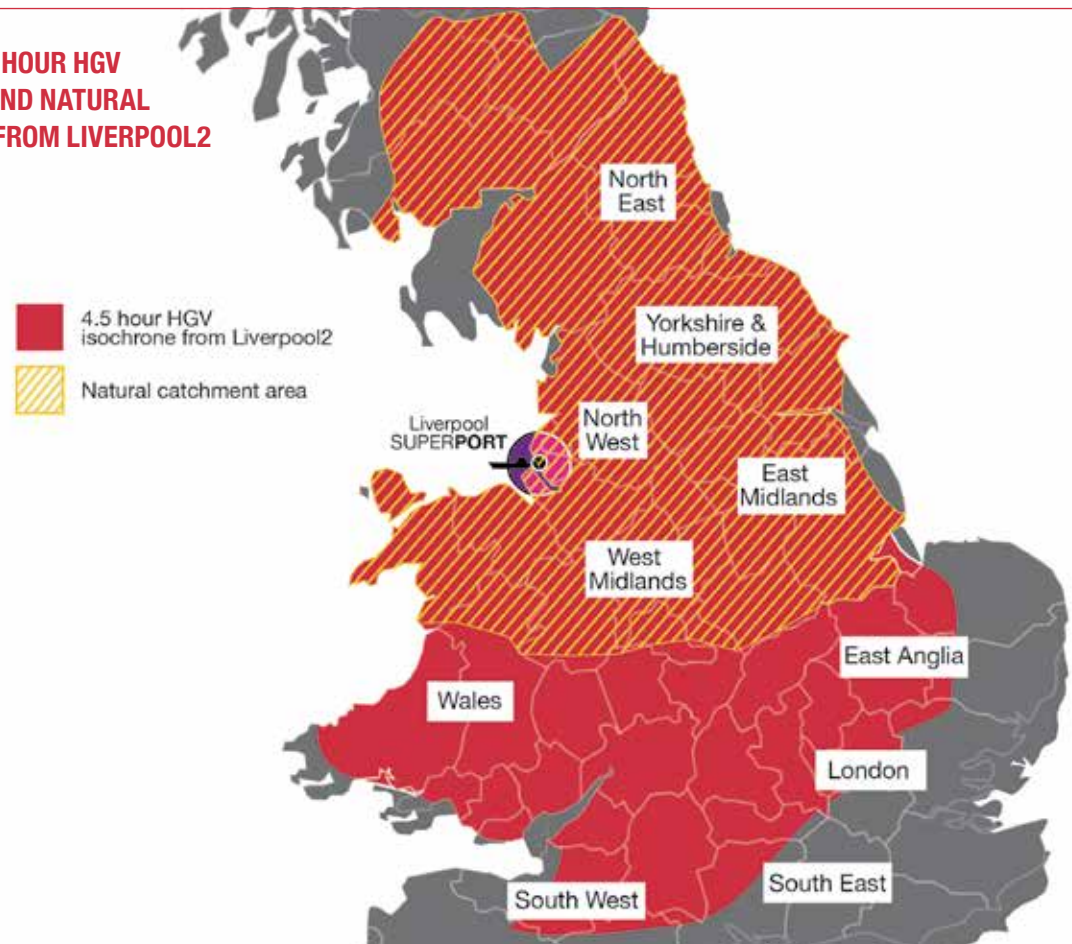 HOUR HGV
ND NATURAL
FROM LIVERPOOL2
North
East
4.5 hour HGV
isochrone from Liverpool2
Yorkshire &
Humberside
Natural catchment area
Liverpool
SUPERPORT
North
West
East
Midlands
West
Midlands
East Anglia
Wales
London
South East
South West